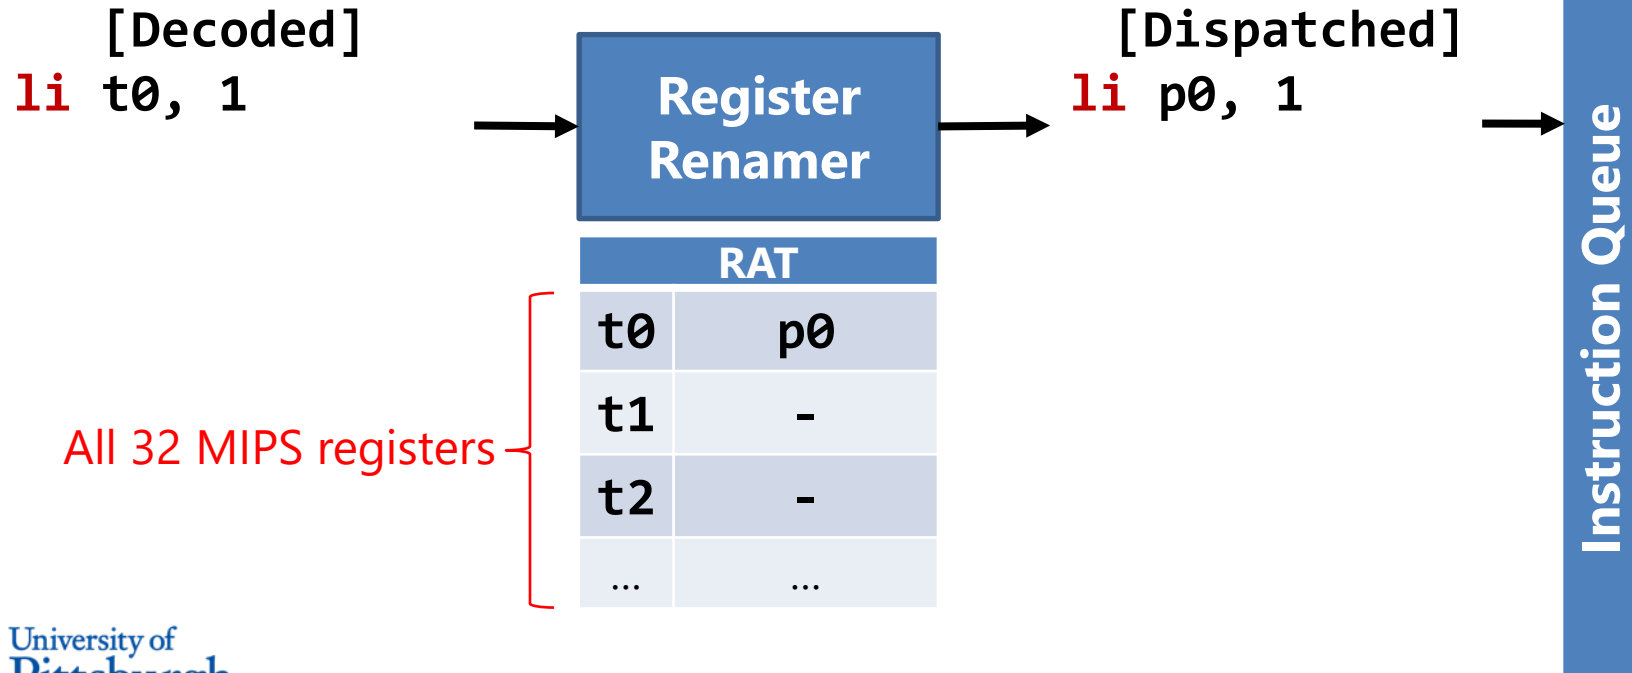 [Decoded]
li t0, 1
Register
Renamer
[Dispatched]
li p0, 1
Instruction Queue
RAT
t0 p0
t1 -
t2 -
... ...
All 32 MIPS registers
University of
Pittsburgh